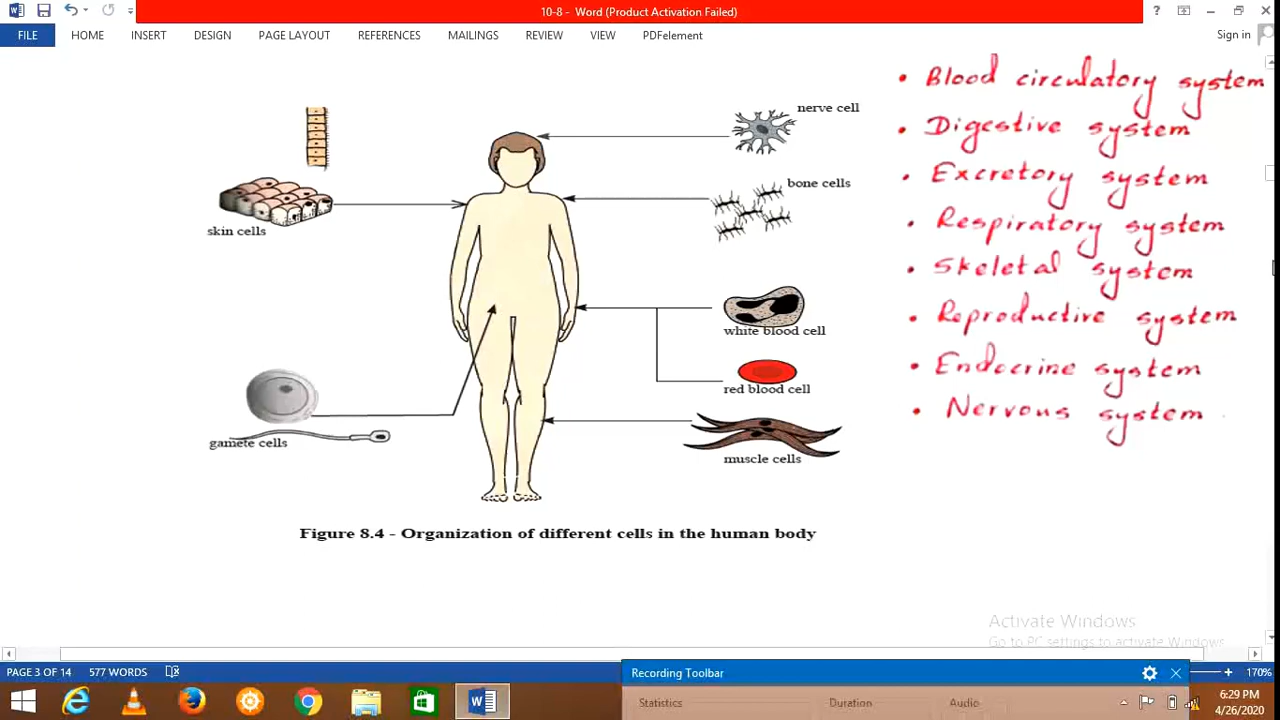 10-8 - Word (Product Activation Failed)
FILE HOME INSERT DESIGN PAGE LAYOUT REFERENCES MAILINGS REVIEW VIEW PDFelement Sign in
• Blood circulatory system
• Digestive system
• Excretory system
• Respiratory system
• Skeletal system
• Reproductive system
• Endocrine system
• Nervous system
nerve cell
bone cells
skin cells
white blood cell
red blood cell
gamete cells
muscle cells
Figure 8.4 - Organization of different cells in the human body
Activate Windows
Go to PC settings to activate Windows.
PAGE 3 OF 14 577 WORDS
170%
Recording Toolbar
Statistics Duration Audio
6:29 PM
4/26/2020